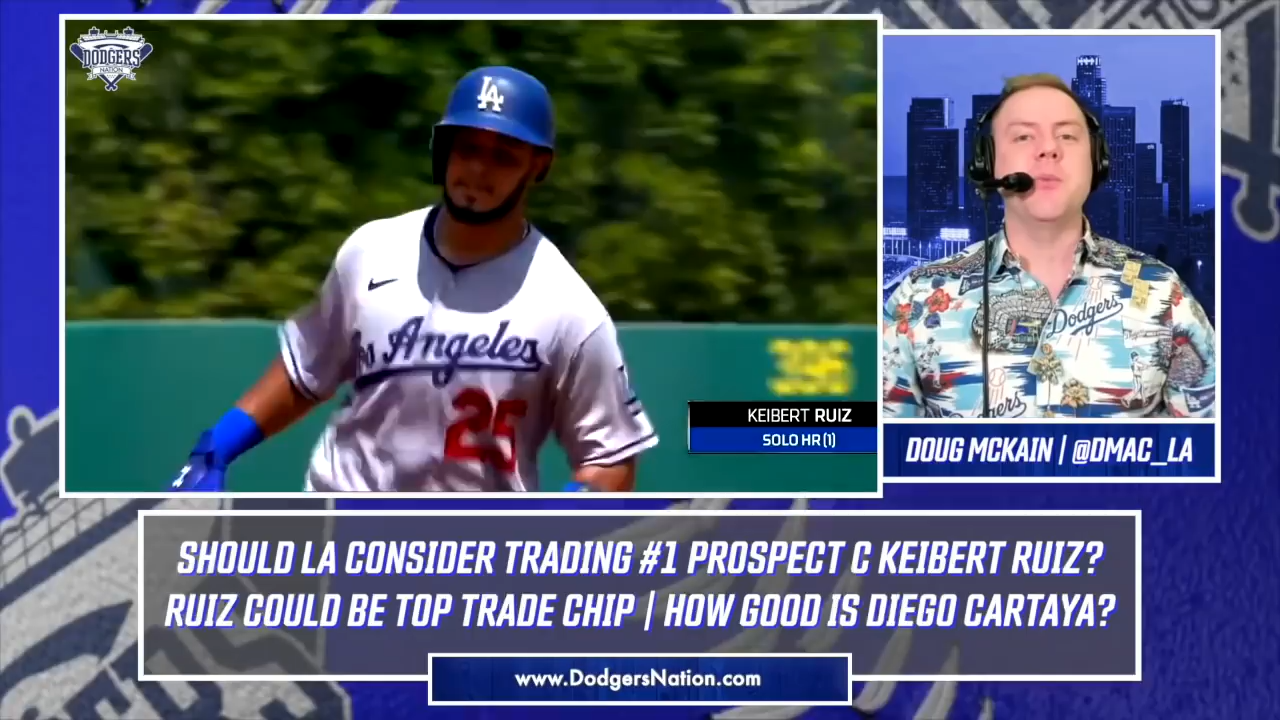 DODGERS
NATION
LA
Los Angeles
25
396
KEIBERT RUIZ
SOLO HR (1)
Dodgers
DOUG MCKAIN | @DMAC_LA
SHOULD LA CONSIDER TRADING #1 PROSPECT C KEIBERT RUIZ?
RUIZ COULD BE TOP TRADE CHIP | HOW GOOD IS DIEGO CARTAYA?
www.DodgersNation.com